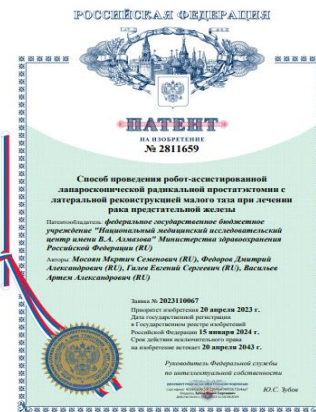 РОССИЙСКАЯ ФЕДЕРАЦИЯ
ПАТЕНТ
НА ИЗОБРЕТЕНИЕ
№ 2811659
Способ проведения робот-ассистированной
лапароскопической радикальной простатэктомии с
латеральной реконструкцией малого таза при лечении
рака предстательной железы
Патентообладатель: федеральное государственное бюджетное
учреждение "Национальный медицинский исследовательский
центр имени В.А. Алмазова" Министерства здравоохранения
Российской Федерации (RU)
Авторы: Мосоян Мкртич Семенович (RU), Федоров Дмитрий
Александрович (RU), Гилев Евгений Сергеевич (RU), Васильев
Артем Александрович (RU)
Заявка № 2023110067
Приоритет изобретения 20 апреля 2023 г.
Дата государственной регистрации
в Государственном реестре изобретений
Российской Федерации 15 января 2024 г.
Срок действия исключительного права
на изобретение истекает 20 апреля 2043 г.
Руководитель Федеральной службы
по интеллектуальной собственности
Ю.С. Зубов